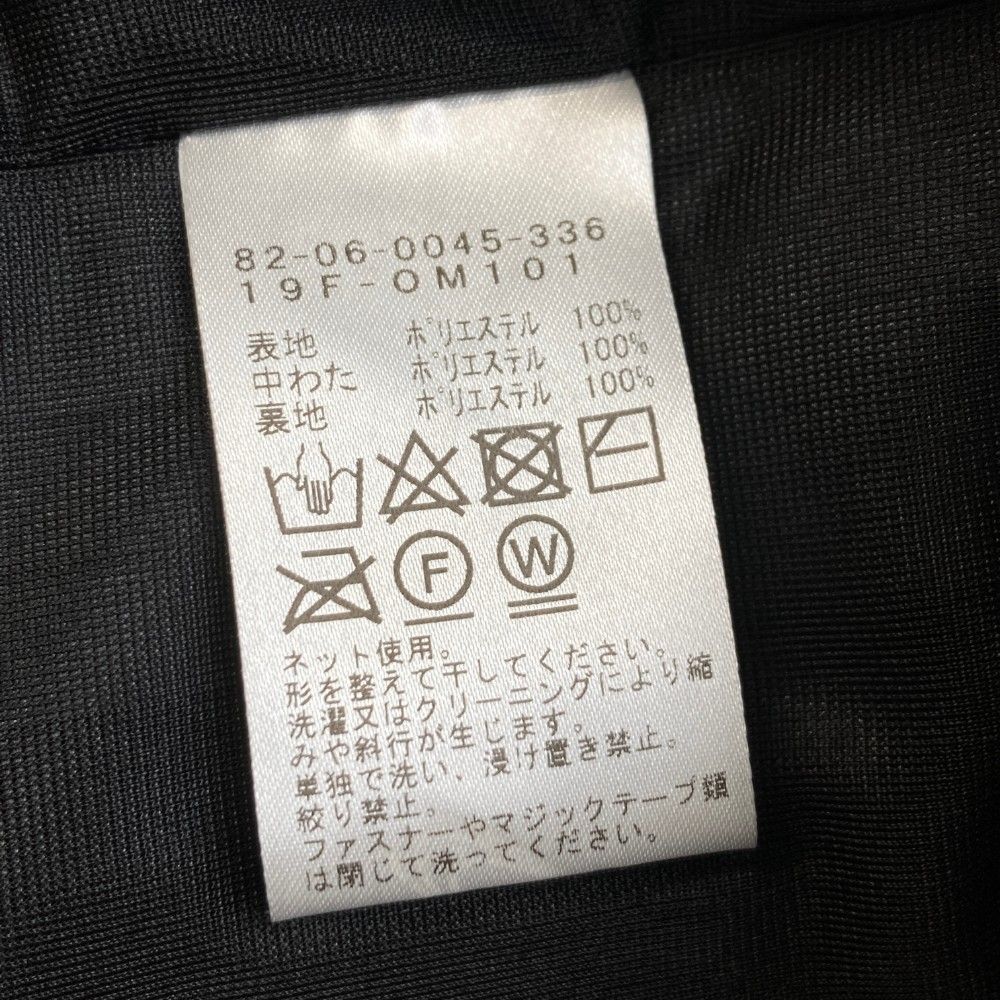 82-06-0045-336
19F-OM101
表地 ポリエステル 100%
中わた ポリエステル 100%
裏地 ポリエステル 100%
F W
ネット使用。
形を整えて干してください。
洗濯又はクリーニングにより縮
みや斜行が生じます。
単独で洗い、浸け置き禁止。
絞り禁止。
ファスナーやマジックテープ類
は閉じて洗ってください。